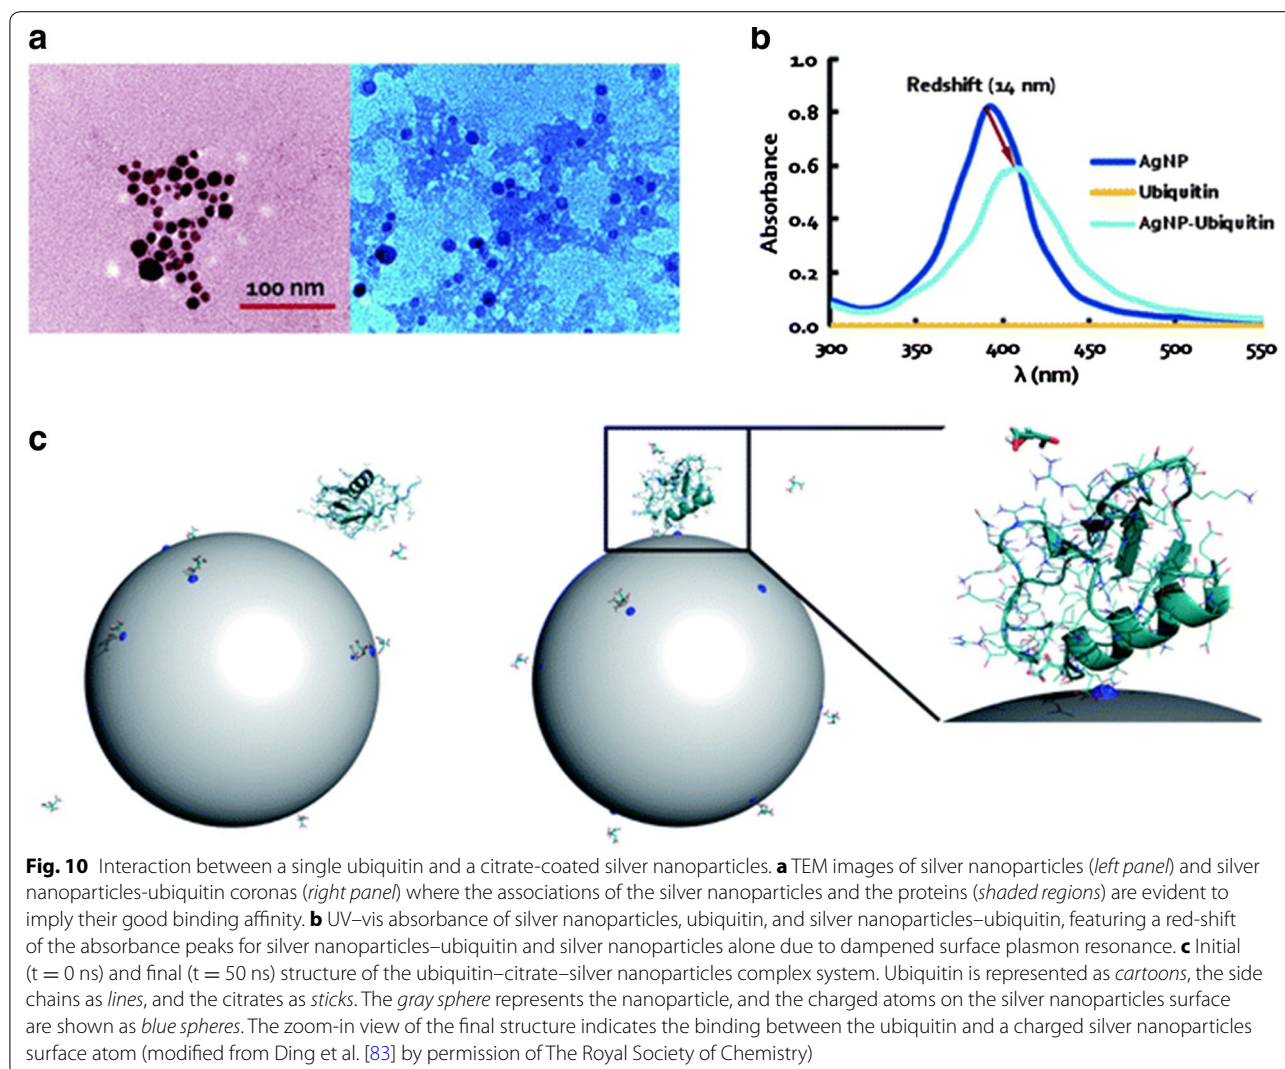 a
100 nm
b
1.0
0.8
0.6
0.4
0.2
0.0
Absorbance
Redshift (14 nm)
AgNP
Ubiquitin
AgNP-Ubiquitin
300 350 400 450 500 550
λ (nm)
c
Fig. 10 Interaction between a single ubiquitin and a citrate-coated silver nanoparticles. a TEM images of silver nanoparticles (left panel) and silver
nanoparticles-ubiquitin coronas (right panel) where the associations of the silver nanoparticles and the proteins (shaded regions) are evident to
imply their good binding affinity. b UV–vis absorbance of silver nanoparticles, ubiquitin, and silver nanoparticles–ubiquitin, featuring a red-shift
of the absorbance peaks for silver nanoparticles–ubiquitin and silver nanoparticles alone due to dampened surface plasmon resonance. c Initial
(t = 0 ns) and final (t = 50 ns) structure of the ubiquitin–citrate–silver nanoparticles complex system. Ubiquitin is represented as cartoons, the side
chains as lines, and the citrates as sticks. The gray sphere represents the nanoparticle, and the charged atoms on the silver nanoparticles surface
are shown as blue spheres. The zoom-in view of the final structure indicates the binding between the ubiquitin and a charged silver nanoparticles
surface atom (modified from Ding et al. [83] by permission of The Royal Society of Chemistry)